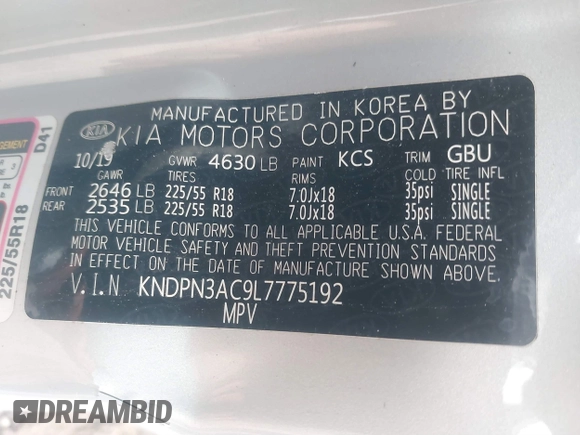 MANUFACTURED IN KOREA BY
KIA KIA MOTORS CORPORATION
10/19 GVWR 4630 LB PAINT KCS TRIM GBU
GAWR TIRES RIMS COLD TIRE INFL
FRONT 2646 LB 225/55 R18 7.0Jx18 35psi SINGLE
REAR 2535 LB 225/55 R18 7.0Jx18 35psi SINGLE
THIS VEHICLE CONFORMS TO ALL APPLICABLE U.S.A. FEDERAL
MOTOR VEHICLE SAFETY AND THEFT PREVENTION STANDARDS
IN EFFECT ON THE DATE OF MANUFACTURE SHOWN ABOVE.
V.I.N KNDPN3AC9L7775192
MPV
D41
225/55R18
DREAMBID